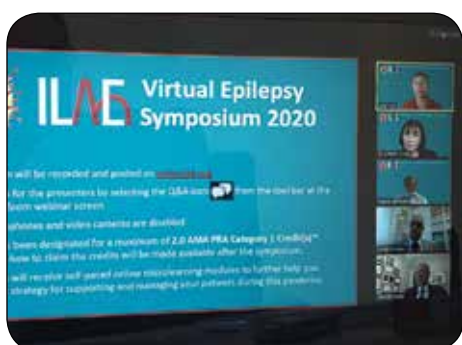 ILAE Virtual Epilepsy
Symposium 2020
will be recorded and posted on
for the presenters by selecting the Q&A icon from the toolbar at the
webinar screen
and video cameras are disabled
been designated for a maximum of 2.0 AMA PRA Category 1 Credit(s)™
how to claim the credits will be made available after the symposium.
will receive self-paced online microlearning modules to further help you
strategy for supporting and managing your patients during this pandemic